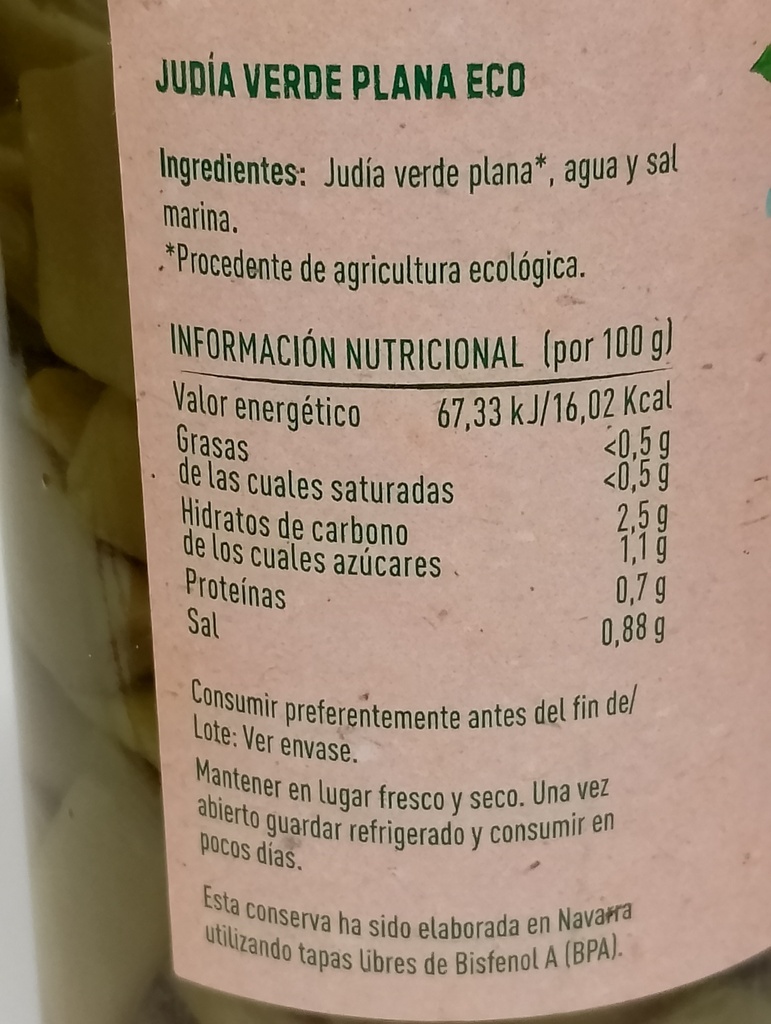 JUDÍA VERDE PLANA ECO
Ingredientes: Judía verde plana*, agua y sal
marina.
*Procedente de agricultura ecológica.
INFORMACIÓN NUTRICIONAL (por 100 g)
Valor energético 67,33 kJ/16,02 Kcal
Grasas <0,5 g
de las cuales saturadas <0,5 g
Hidratos de carbono 2,5 g
de los cuales azúcares 1,1 g
Proteínas 0,7 g
Sal 0,88 g
Consumir preferentemente antes del fin de/
Lote: Ver envase.
Mantener en lugar fresco y seco. Una vez
abierto guardar refrigerado y consumir en
pocos días.
Esta conserva ha sido elaborada en Navarra
utilizando tapas libres de Bisfenol A (BPA).